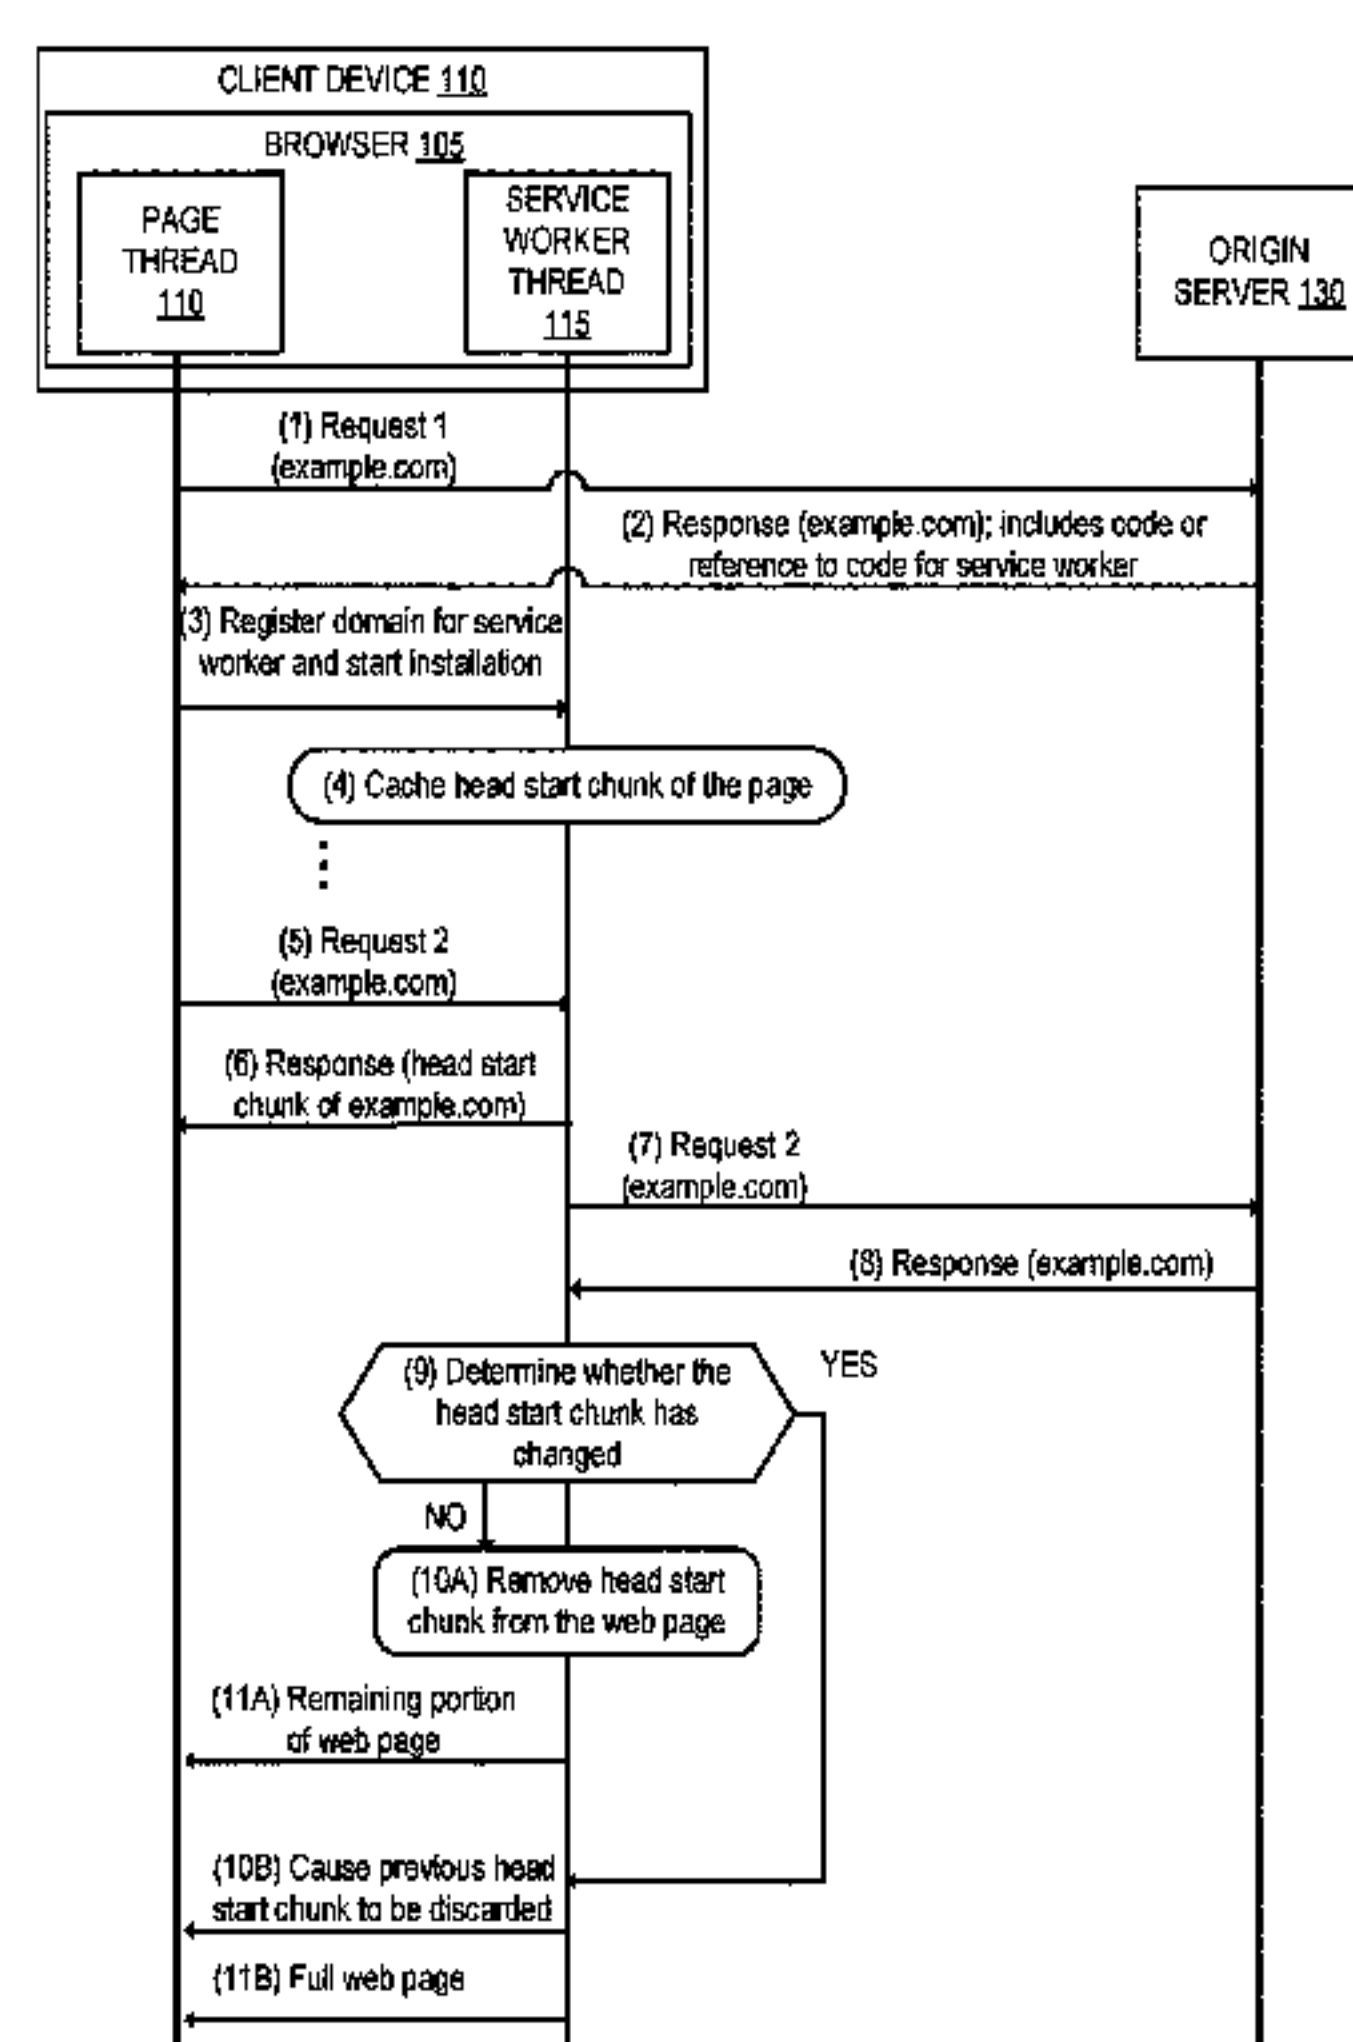 CLIENT DEVICE 110
BROWSER 105
PAGE
THREAD
110
SERVICE
WORKER
THREAD
115
ORIGIN
SERVER 130
(1) Request 1
(example.com)
(2) Response (example.com); includes code or
reference to code for service worker
(3) Register domain for service
worker and start installation
(4) Cache head start chunk of the page
(5) Request 2
(example.com)
(6) Response (head start
chunk of example.com)
(7) Request 2
(example.com)
(8) Response (example.com)
(9) Determine whether the
head start chunk has
changed
YES
NO
(10A) Remove head start
chunk from the web page
(11A) Remaining portion
of web page
(10B) Cause previous head
start chunk to be discarded
(11B) Full web page